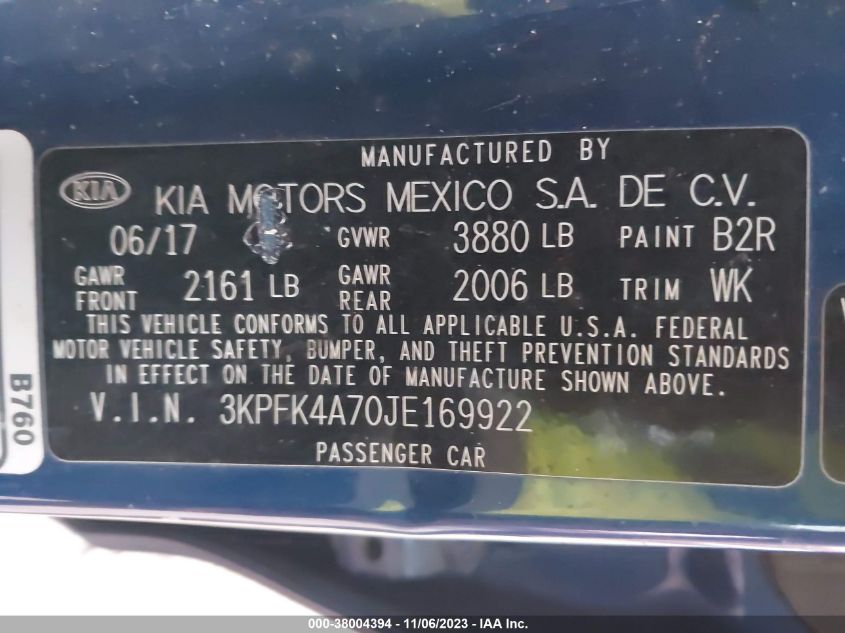 MANUFACTURED BY
KIA KIA MOTORS MEXICO S.A. DE C.V.
06/17 GVWR 3880 LB PAINT B2R
GAWR FRONT 2161 LB GAWR REAR 2006 LB TRIM WK
THIS VEHICLE CONFORMS TO ALL APPLICABLE U.S.A. FEDERAL
MOTOR VEHICLE SAFETY, BUMPER, AND THEFT PREVENTION STANDARDS
IN EFFECT ON THE DATE OF MANUFACTURE SHOWN ABOVE.
V.I.N. 3KPFK4A70JE169922
PASSENGER CAR
B760
000-38004394 - 11/06/2023 - IAAI.com